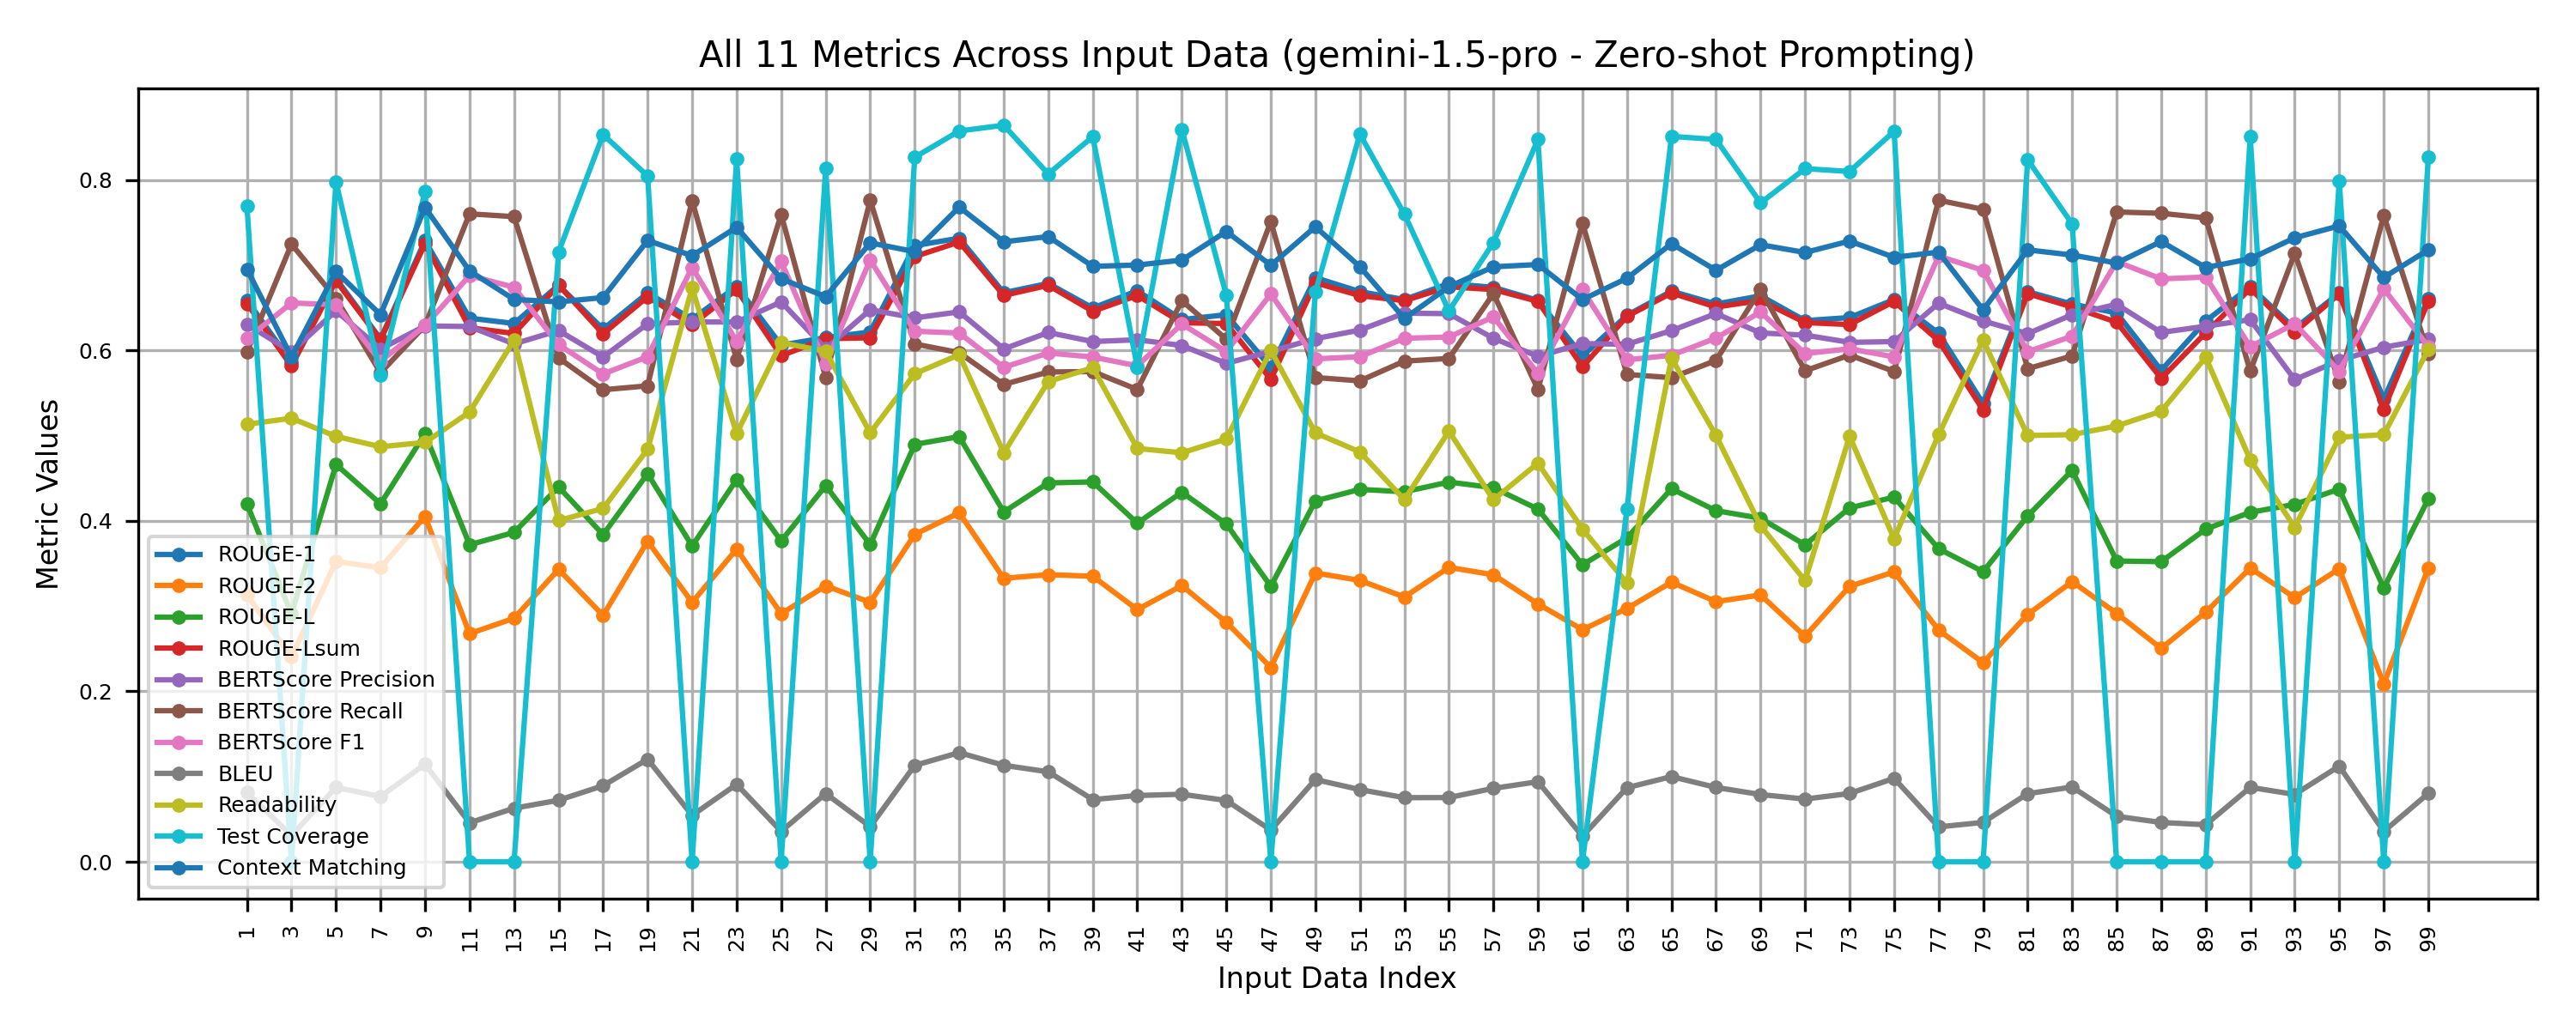 All 11 Metrics Across Input Data (gemini-1.5-pro - Zero-shot Prompting)
Metric Values
0.8
0.6
0.4
0.2
0.0
ROUGE-1
ROUGE-2
ROUGE-L
ROUGE-Lsum
BERTScore Precision
BERTScore Recall
BERTScore F1
BLEU
Readability
Test Coverage
Context Matching
1 3 5 7 9 11 13 15 17 19 21 23 25 27 29 31 33 35 37 39 41 43 45 47 49 51 53 55 57 59 61 63 65 67 69 71 73 75 77 79 81 83 85 87 89 91 93 95 97 99
Input Data Index